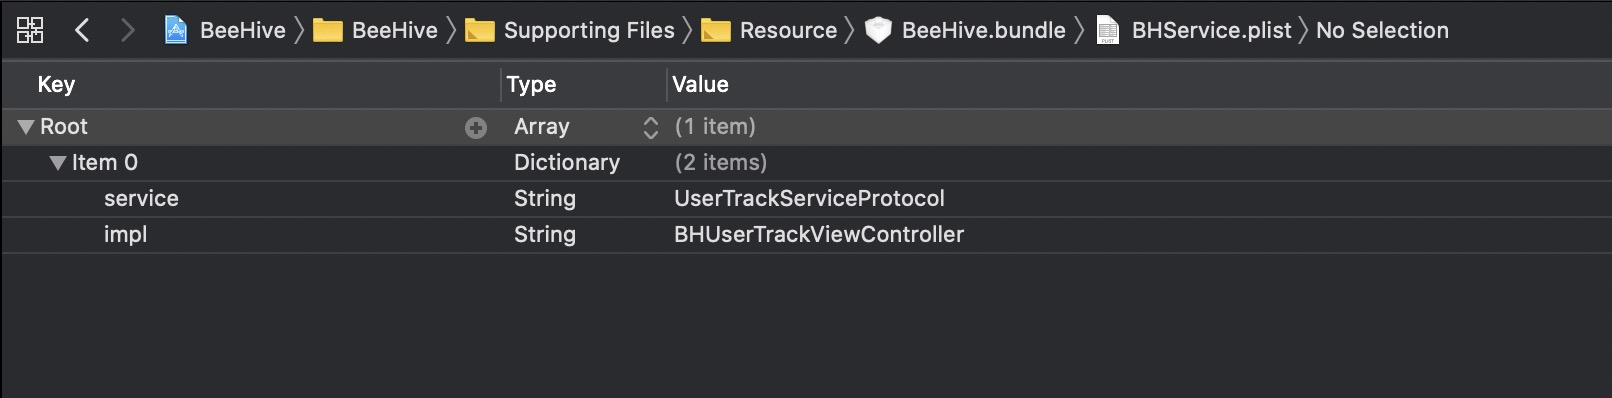 BeeHive BeeHive Supporting Files Resource BeeHive.bundle BHService.plist No Selection
Key Type Value
Root Array (1 item)
Item 0 Dictionary (2 items)
service String UserTrackServiceProtocol
impl String BHUserTrackViewController